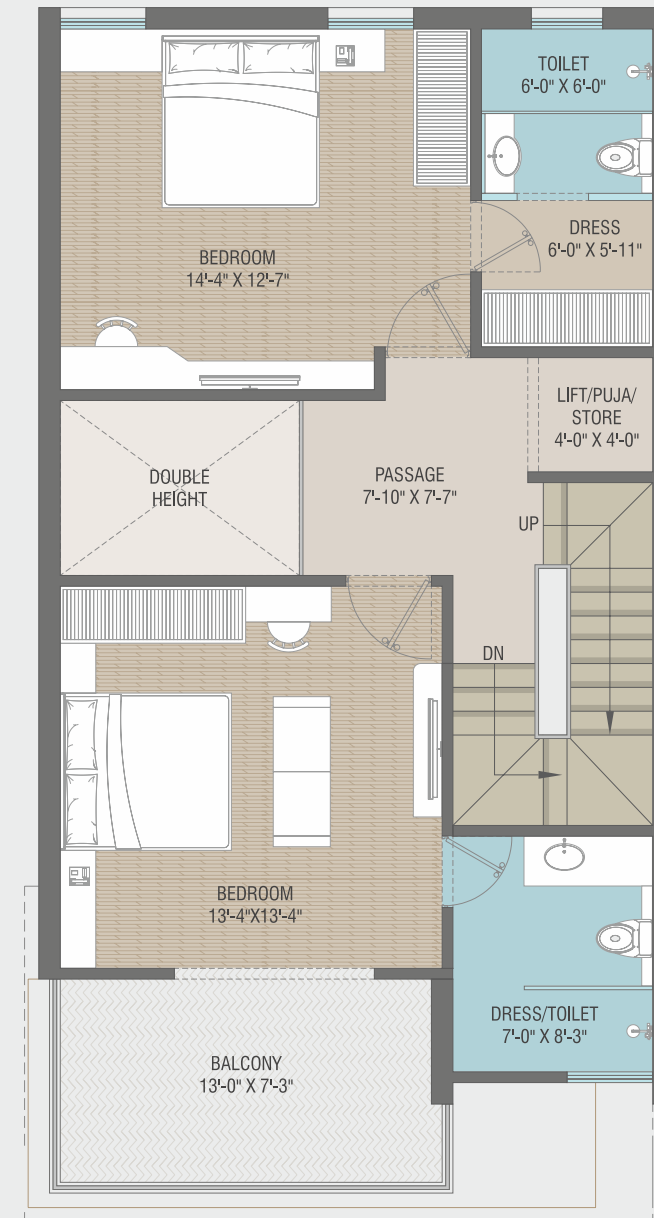 TOILET
6'-0" X 6'-0"
DRESS
6'-0" X 5'-11"
BEDROOM
14'-4" X 12'-7"
LIFT/PUJA/
STORE
4'-0" X 4'-0"
DOUBLE
HEIGHT
PASSAGE
7'-10" X 7'-7"
UP
DN
BEDROOM
13'-4"X13'-4"
DRESS/TOILET
7'-0" X 8'-3"
BALCONY
13'-0" X 7'-3"